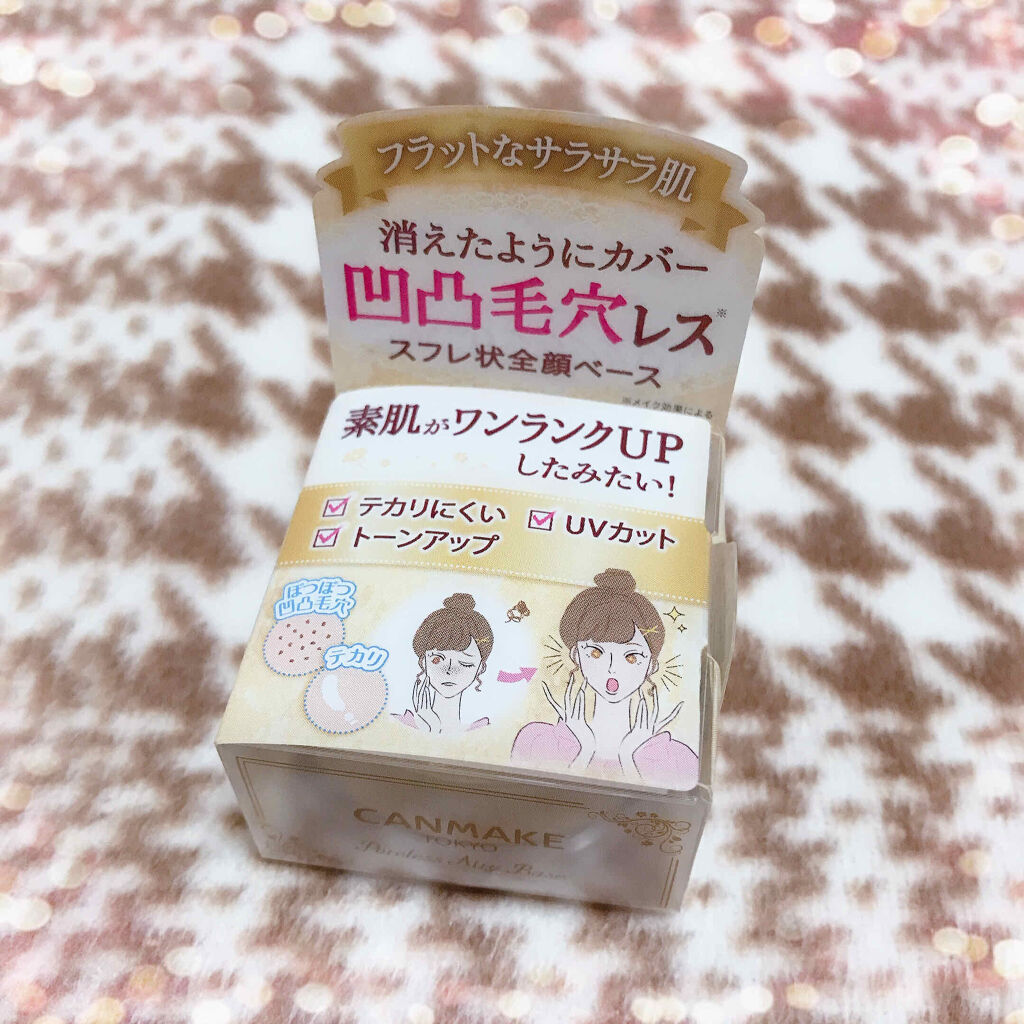 フラットなサラサラ肌
消えたようにカバー
凹凸毛穴レス※
スフレ状全顔ベース
※メイク効果による
素肌がワンランクUP
したみたい!
テカリにくい
UVカット
トーンアップ
ぽつぽつ
凹凸毛穴
テカリ
CANMAKE
TOKYO
Poreless Airy Base